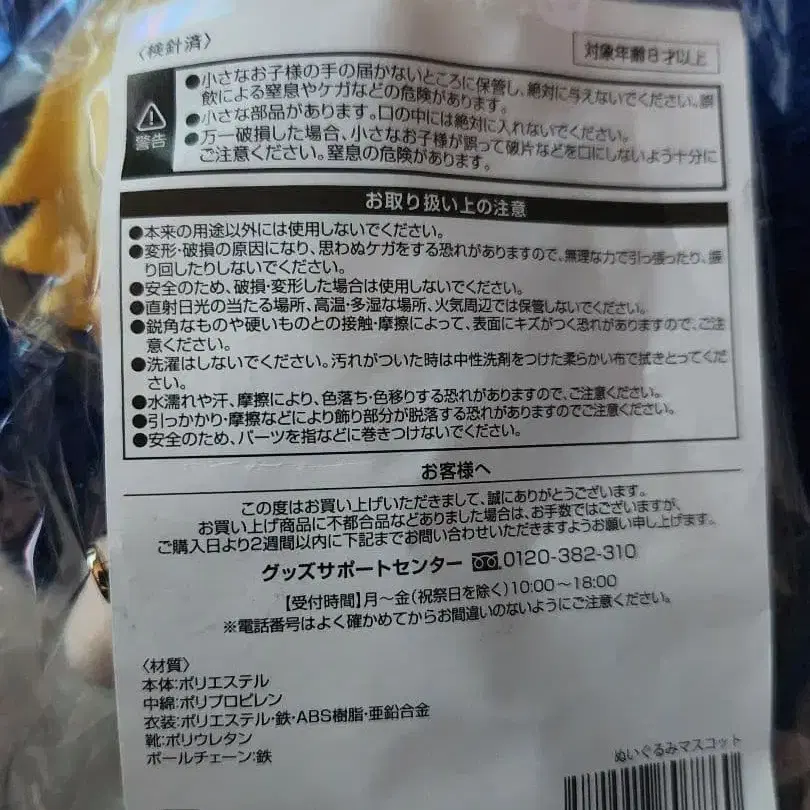 〈検針済〉
対象年齢8才以上
警告
●小さなお子様の手の届かないところに保管し、絶対に与えないでください。誤
飲による窒息やケガなどの危険があります。
●小さな部品があります。口の中には絶対に入れないでください。
●万一破損した場合、小さなお子様が誤って破片などを口にしないよう十分に
ご注意ください。窒息の危険があります。
お取り扱い上の注意
●本来の用途以外には使用しないでください。
●変形・破損の原因になり、思わぬケガをする恐れがありますので、無理な力で引っ張ったり、振
り回したりしないでください。
●安全のため、破損・変形した場合は使用しないでください。
●直射日光の当たる場所、高温・多湿な場所、火気周辺では保管しないでください。
●鋭角なものや硬いものとの接触・摩擦によって、表面にキズがつく恐れがありますので、ご注
意ください。
●洗濯はしないでください。汚れがついた時は中性洗剤をつけた柔らかい布で拭きとってくだ
さい。
●水濡れや汗、摩擦により、色落ち・色移りする恐れがありますので、ご注意ください。
●引っかかり・摩擦などにより飾り部分が脱落する恐れがありますのでご注意ください。
●安全のため、パーツを指などに巻きつけないでください。
お客様へ
この度はお買い上げいただきまして、誠にありがとうございます。
お買い上げ商品に不都合品などありました場合は、お手数ではございますが、
ご購入日より2週間以内に下記までお問い合わせいただきますようお願い申し上げます。
グッズサポートセンター 0120-382-310
【受付時間】月〜金(祝祭日を除く)10:00〜18:00
※電話番号はよく確かめてからお間違いのないようにご注意ください。
〈材質〉
本体:ポリエステル
中綿:ポリプロピレン
衣装:ポリエステル・鉄・ABS樹脂・亜鉛合金
靴:ポリウレタン
ボールチェーン:鉄
ぬいぐるみマスコット